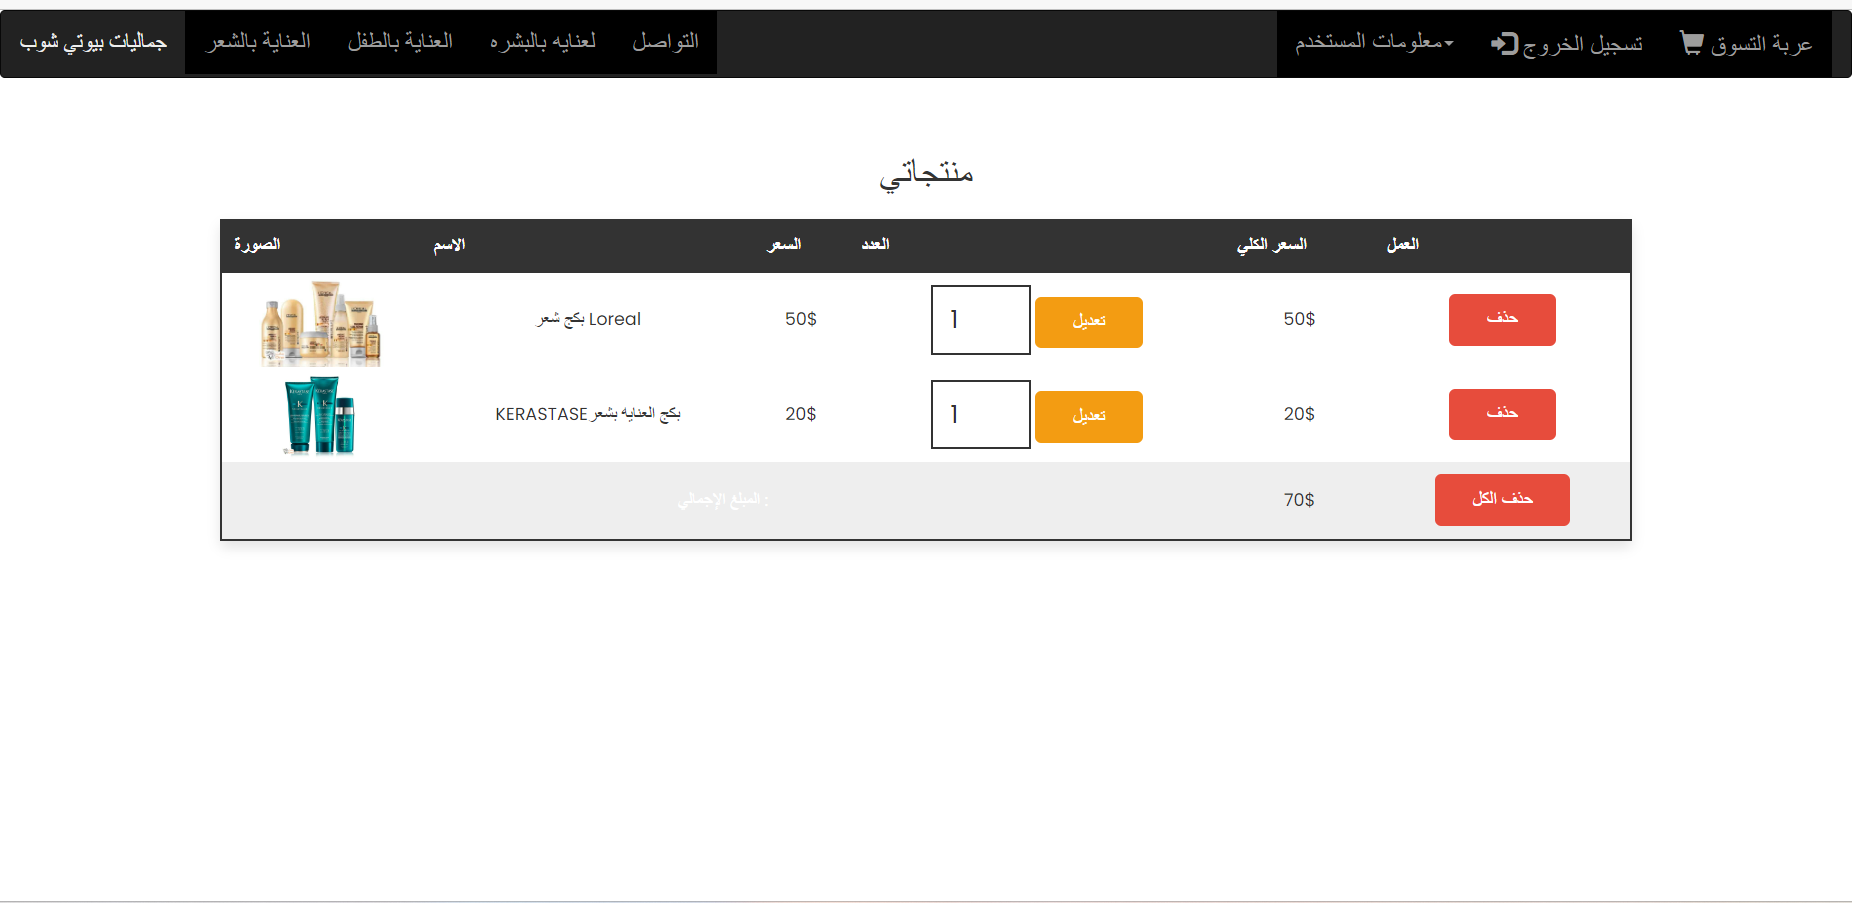 جماليات بيوتي شوب العناية بالشعر العناية بالطفل لعنايه بالبشره التواصل معلومات المستخدم تسجيل الخروج عربة التسوق
منتجاتي
الصورة الاسم السعر العدد السعر الكلي العمل
بكج شعر Loreal 50$ 1 تعديل 50$ حذف
بكج العنايه بشعرKERASTASE 20$ 1 تعديل 20$ حذف
المبلغ الإجمالي : 70$ حذف الكل